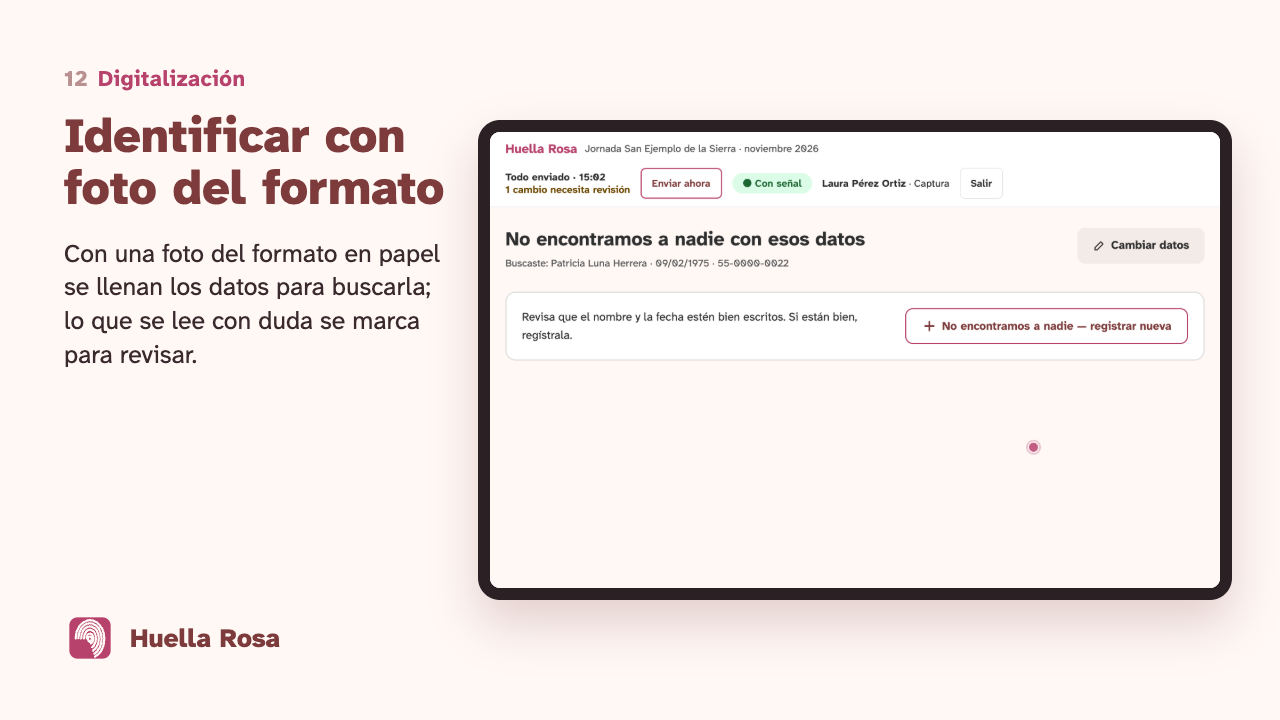 12 Digitalización
Identificar con
foto del formato
Con una foto del formato en papel
se llenan los datos para buscarla;
lo que se lee con duda se marca
para revisar.
Huella Rosa
Huella Rosa Jornada San Ejemplo de la Sierra · noviembre 2026
Todo enviado · 15:02
1 cambio necesita revisión
Enviar ahora
Con señal
Laura Pérez Ortiz · Captura
Salir
No encontramos a nadie con esos datos
Buscaste: Patricia Luna Herrera · 09/02/1975 · 55-0000-0022
Cambiar datos
Revisa que el nombre y la fecha estén bien escritos. Si están bien,
regístrala.
No encontramos a nadie — registrar nueva